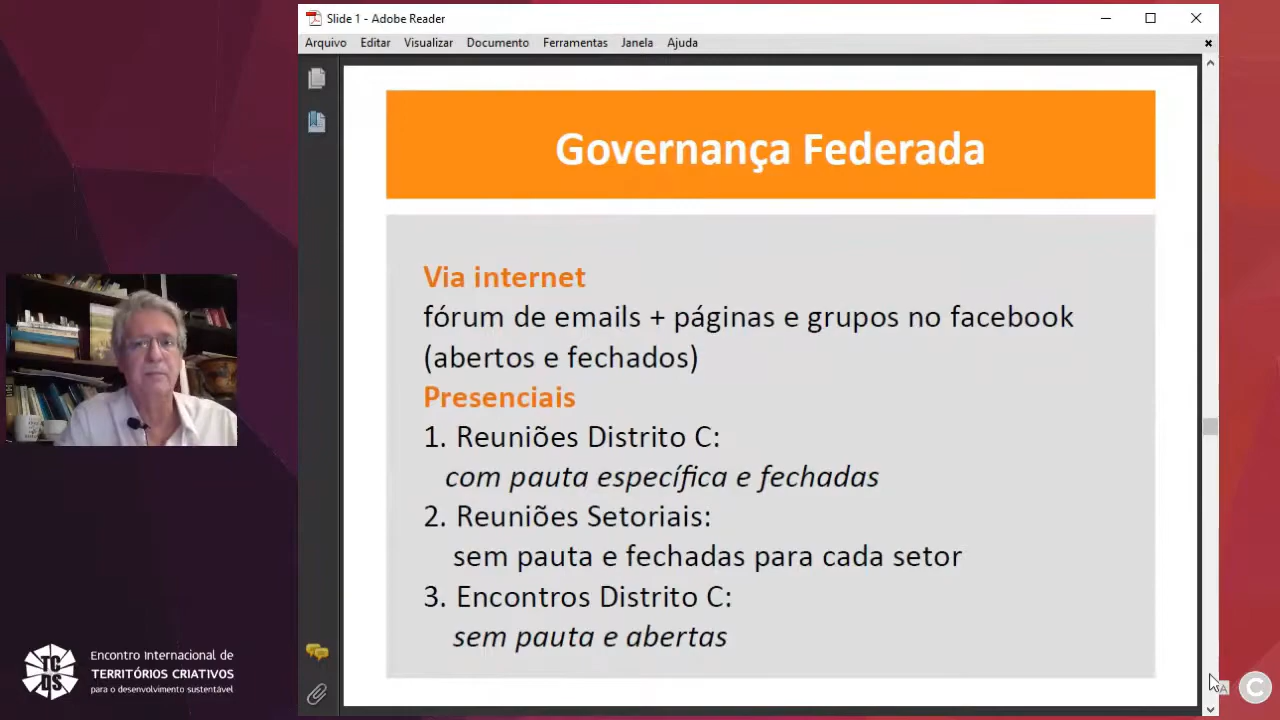 Slide 1 - Adobe Reader
Arquivo Editar Visualizar Documento Ferramentas Janela Ajuda
Governança Federada
Via internet
fórum de emails + páginas e grupos no facebook
(abertos e fechados)
Presenciais
1. Reuniões Distrito C:
com pauta específica e fechadas
2. Reuniões Setoriais:
sem pauta e fechadas para cada setor
3. Encontros Distrito C:
sem pauta e abertas
TC
DS
Encontro Internacional de
TERRITÓRIOS CRIATIVOS
para o desenvolvimento sustentável
C